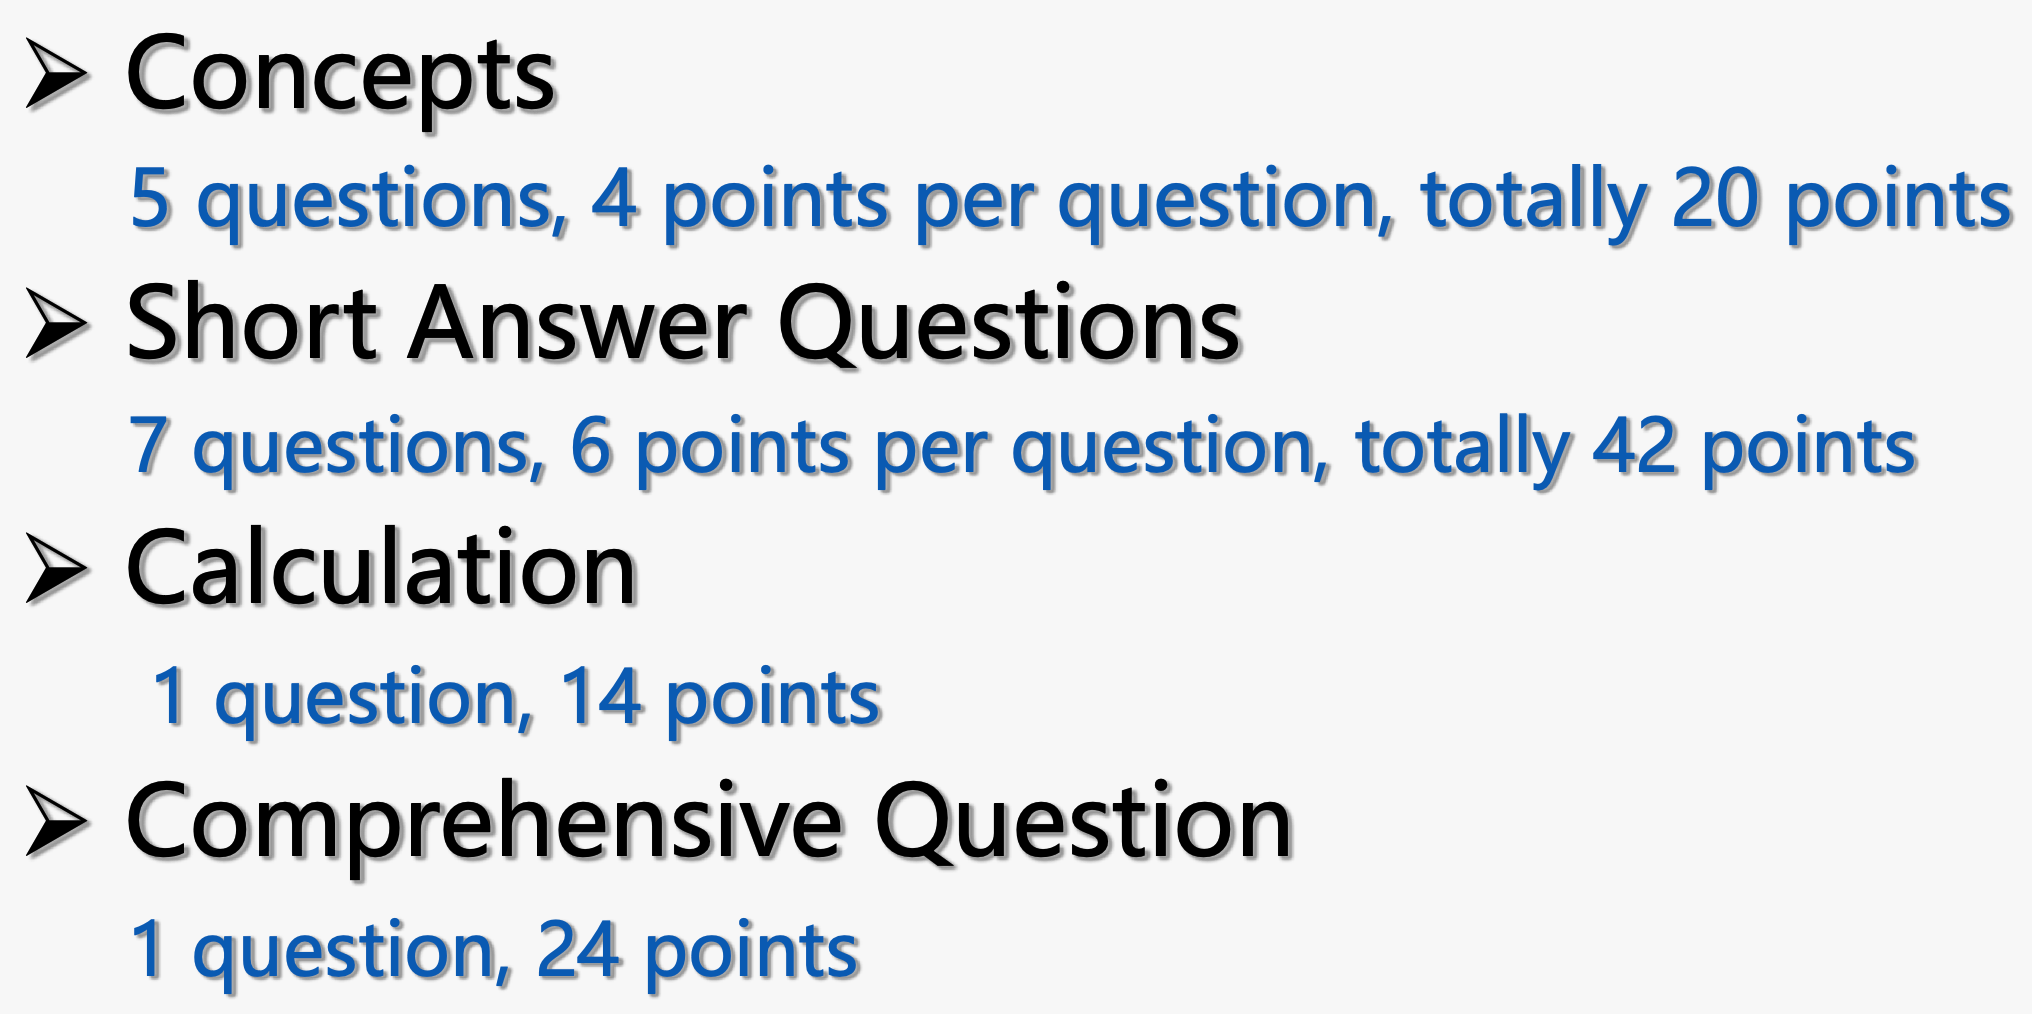 ➢ Concepts
5 questions, 4 points per question, totally 20 points
➢ Short Answer Questions
7 questions, 6 points per question, totally 42 points
➢ Calculation
1 question, 14 points
➢ Comprehensive Question
1 question, 24 points